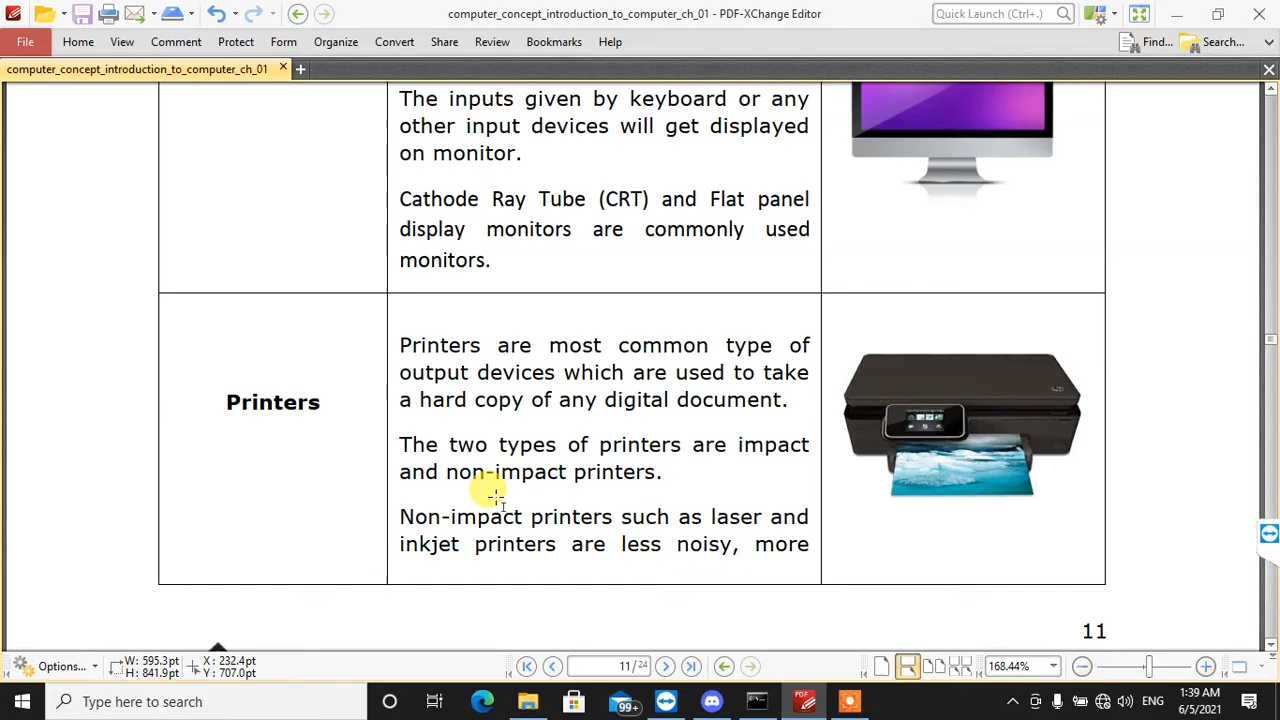 computer_concept_introduction_to_computer_ch_01 - PDF-XChange Editor
Quick Launch (Ctrl+.)
File Home View Comment Protect Form Organize Convert Share Review Bookmarks Help Find... Search...
computer_concept_introduction_to_computer_ch_01
The inputs given by keyboard or any
other input devices will get displayed
on monitor.
Cathode Ray Tube (CRT) and Flat panel
display monitors are commonly used
monitors.
Printers
Printers are most common type of
output devices which are used to take
a hard copy of any digital document.
The two types of printers are impact
and non-impact printers.
Non-impact printers such as laser and
inkjet printers are less noisy, more
11
Options...
W: 595.3pt
H: 841.9pt
X: 232.4pt
Y: 707.0pt
11 / 24
168.44%
Type here to search
99+
PDF
ENG
1:39 AM
6/5/2021